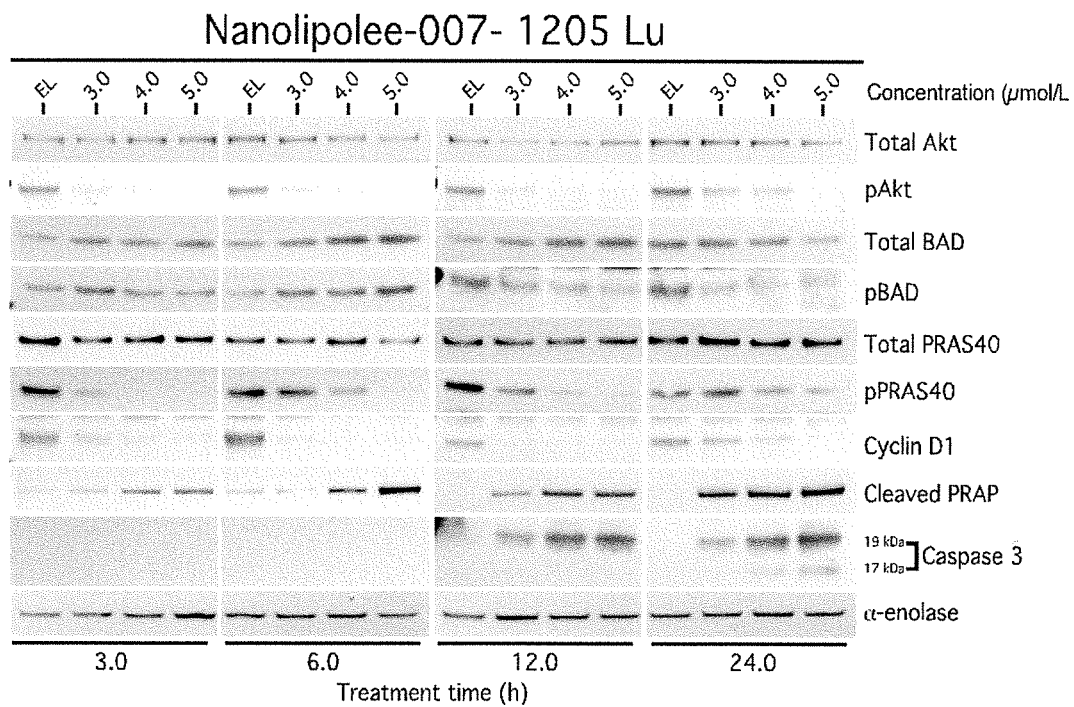 Nanolipolee-007- 1205 Lu
EL 3.0 4.0 5.0 EL 3.0 4.0 5.0 EL 3.0 4.0 5.0 EL 3.0 4.0 5.0 Concentration (µmol/L
Total Akt
pAkt
Total BAD
pBAD
Total PRAS40
pPRAS40
Cyclin D1
Cleaved PRAP
19 kDa
Caspase 3
17 kDa
α-enolase
3.0 6.0 12.0 24.0
Treatment time (h)